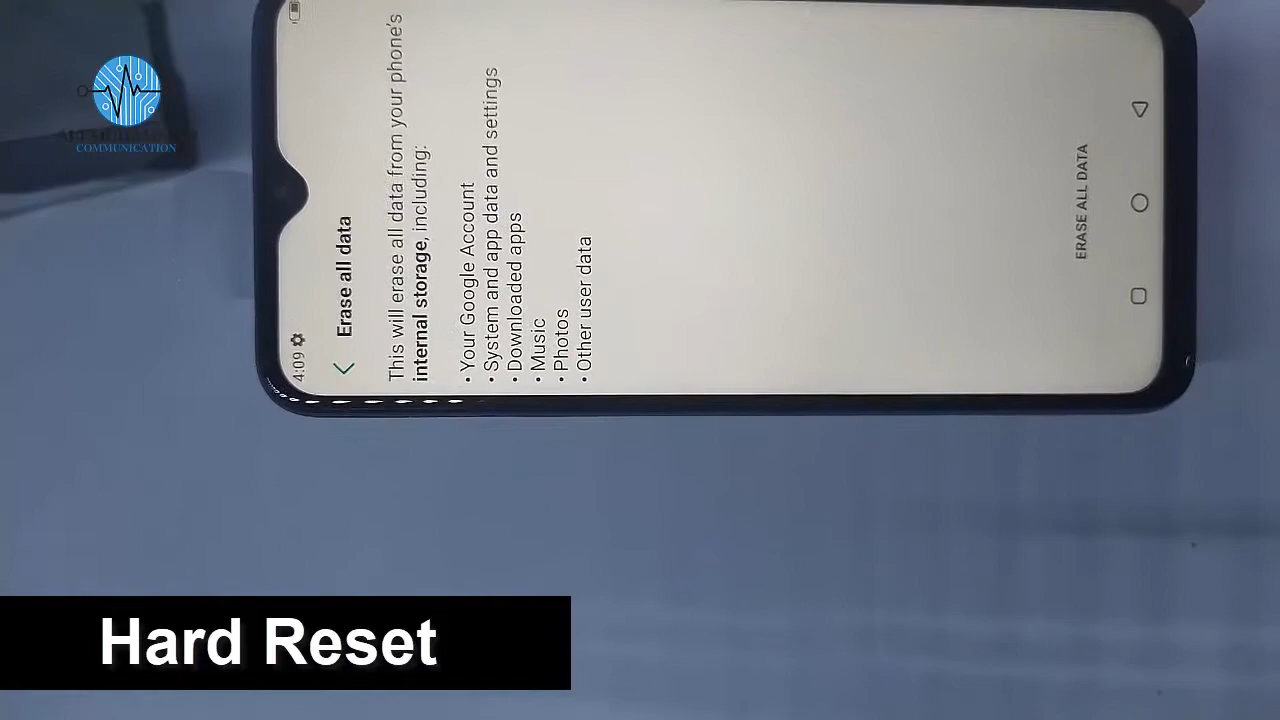 COMMUNICATION
4:09
Erase all data
This will erase all data from your phone's
internal storage, including:
• Your Google Account
• System and app data and settings
• Downloaded apps
• Music
• Photos
• Other user data
ERASE ALL DATA
Hard Reset